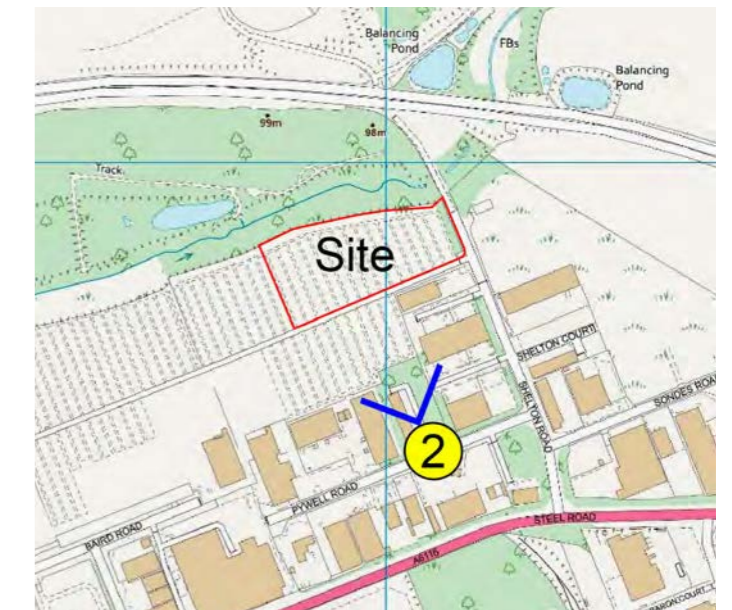 Balancing
Pond
FBs
Balancing
Pond
99m
98m
Track
Site
SHELTON COURT
SHELTON ROAD
SONDES ROAD
2
PYWELL ROAD
STEEL ROAD
BAIRD ROAD
A6116